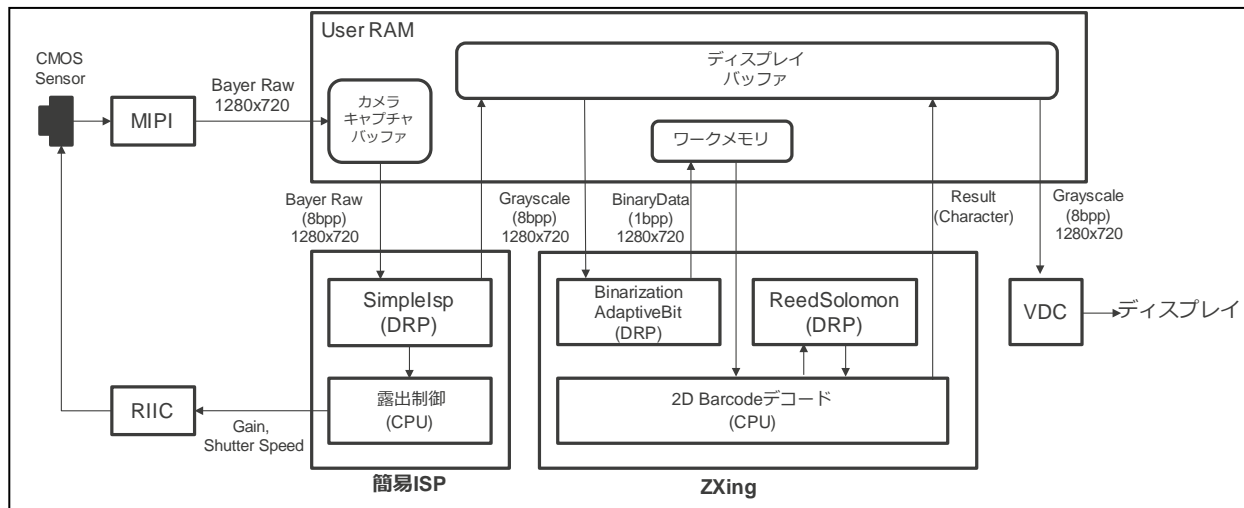 User RAM
CMOS
Sensor
MIPI
Bayer Raw
1280x720
カメラ
キャプチャ
バッファ
ディスプレイ
バッファ
ワークメモリ
Bayer Raw
(8bpp)
1280x720
Grayscale
(8bpp)
1280x720
BinaryData
(1bpp)
1280x720
Result
(Character)
Grayscale
(8bpp)
1280x720
SimpleIsp
(DRP)
Binarization
AdaptiveBit
(DRP)
ReedSolomon
(DRP)
VDC
ディスプレイ
RIIC
Gain,
Shutter Speed
露出制御
(CPU)
2D Barcodeデコード
(CPU)
簡易ISP
ZXing